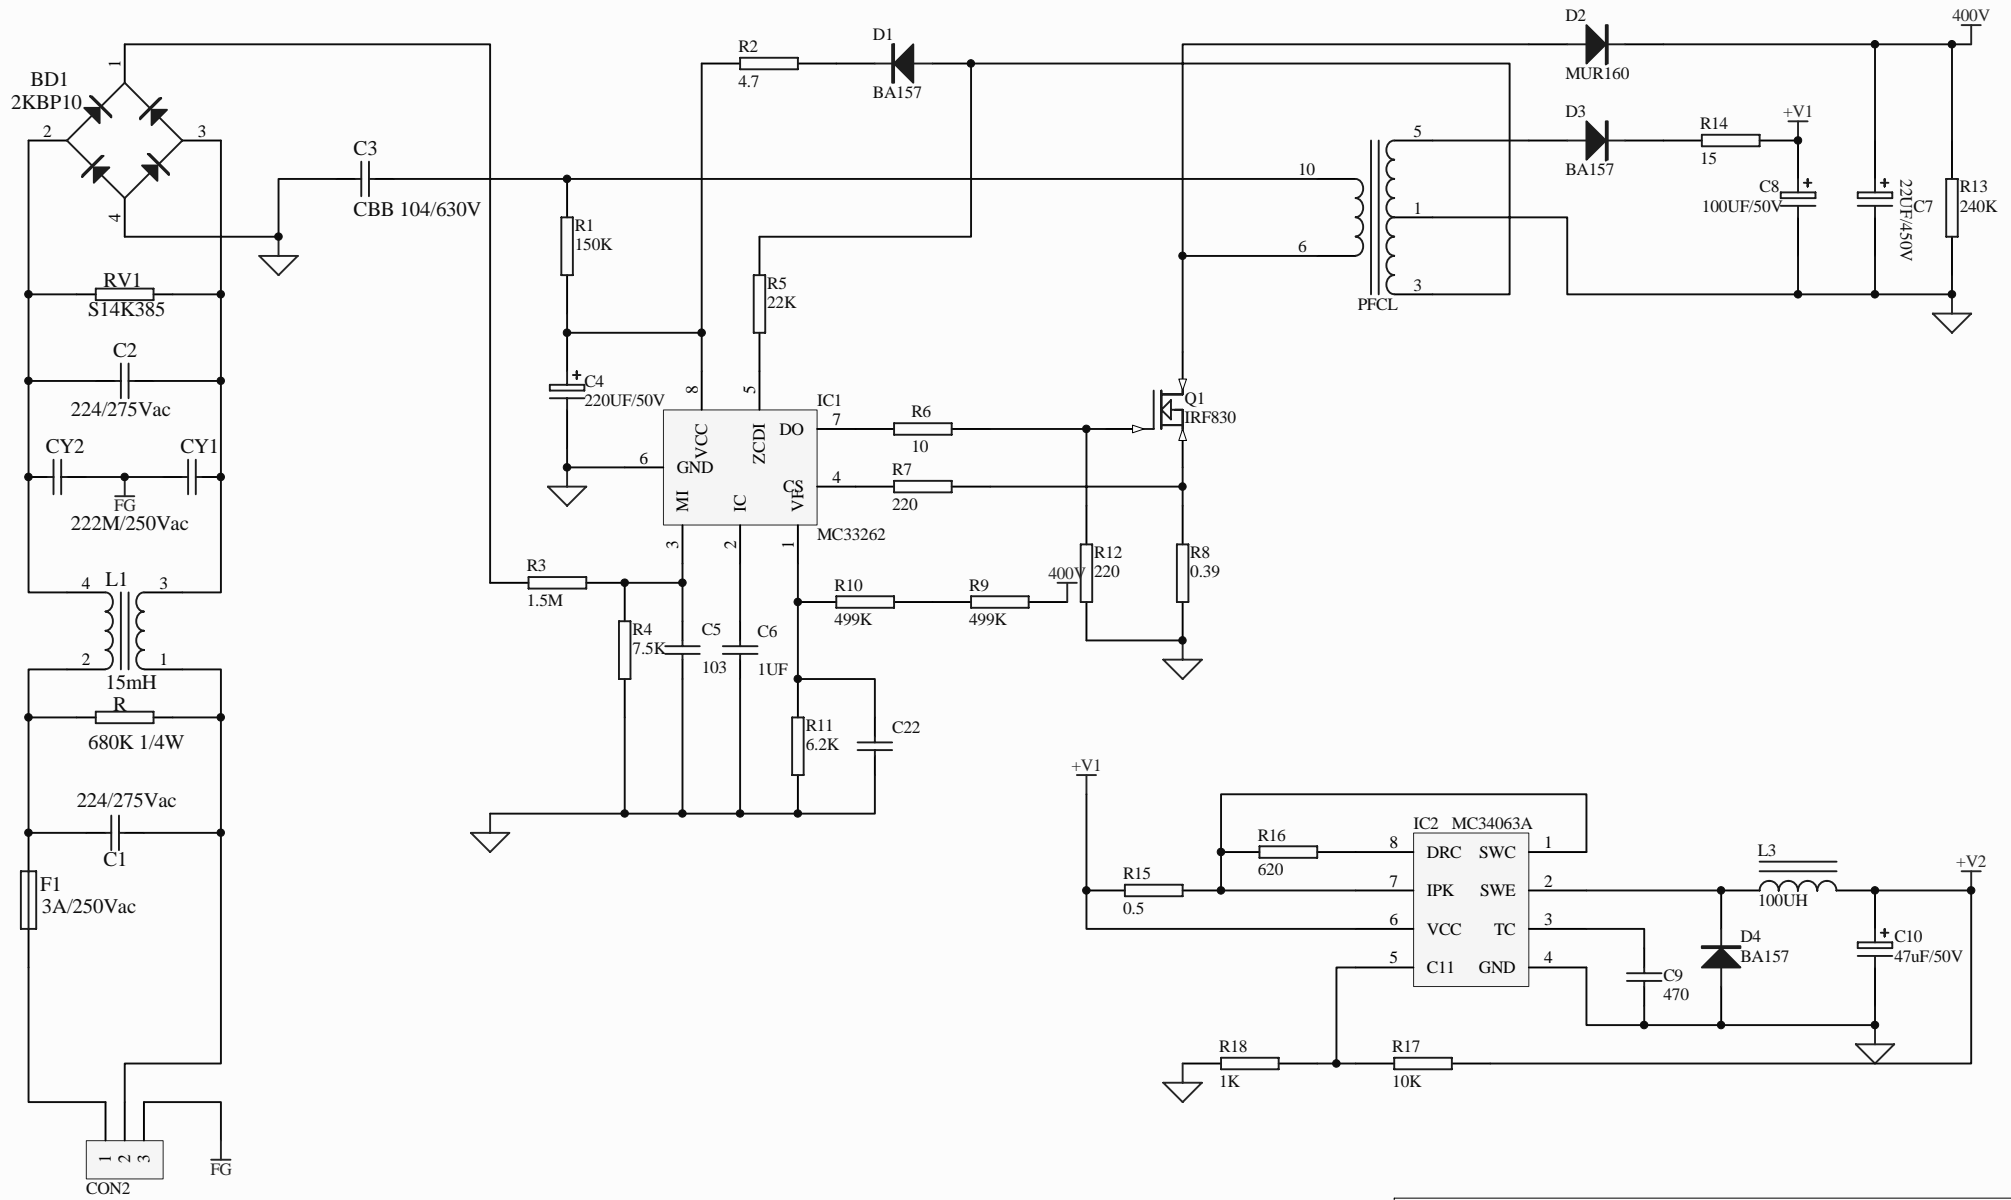 BD1
2KBP10
1
2
3
4
C3
CBB 104/630V
RV1
S14K385
C2
224/275Vac
CY2
CY1
FG
222M/250Vac
4
L1
3
2
1
15mH
R
680K 1/4W
224/275Vac
C1
F1
3A/250Vac
1
2
3
CON2
FG
R2
4.7
D1
BA157
R1
150K
R5
22K
C4
220UF/50V
8
5
IC1
VCC
ZCDI
DO
7
6
GND
CS
4
MI
IC
VF
MC33262
3
2
1
R6
10
R7
220
R3
1.5M
R4
7.5K
C5
103
C6
1UF
R10
499K
R9
499K
400V
R12
220
R8
0.39
R11
6.2K
C22
Q1
IRF830
10
6
5
1
3
PFCL
D2
MUR160
400V
D3
BA157
R14
15
+V1
C8
100UF/50V
22UF/450V
C7
R13
240K
+V1
R15
0.5
R16
620
IC2 MC34063A
8
DRC
SWC
1
7
IPK
SWE
2
6
VCC
TC
3
5
C11
GND
4
L3
100UH
+V2
D4
BA157
C10
47uF/50V
C9
470
R18
1K
R17
10K